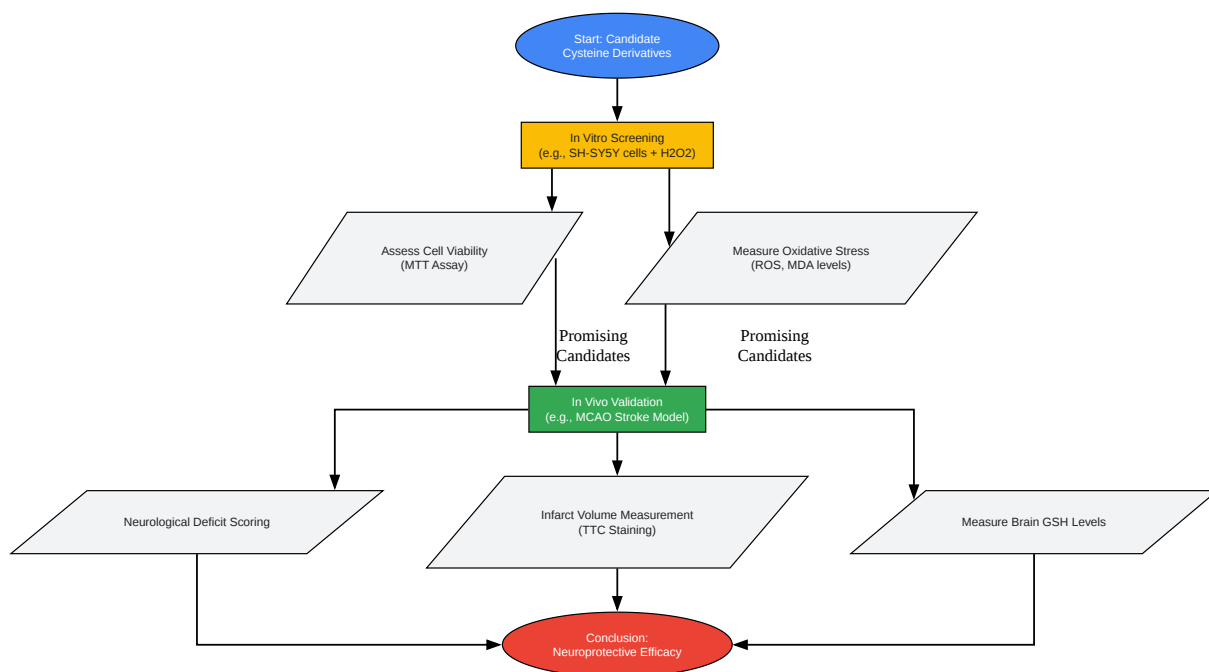 Start: Candidate
Cysteine Derivatives
In Vitro Screening
(e.g., SH-SY5Y cells + H2O2)
Assess Cell Viability
(MTT Assay)
Measure Oxidative Stress
(ROS, MDA levels)
Promising
Candidates
Promising
Candidates
In Vivo Validation
(e.g., MCAO Stroke Model)
Neurological Deficit Scoring
Infarct Volume Measurement
(TTC Staining)
Measure Brain GSH Levels
Conclusion:
Neuroprotective Efficacy